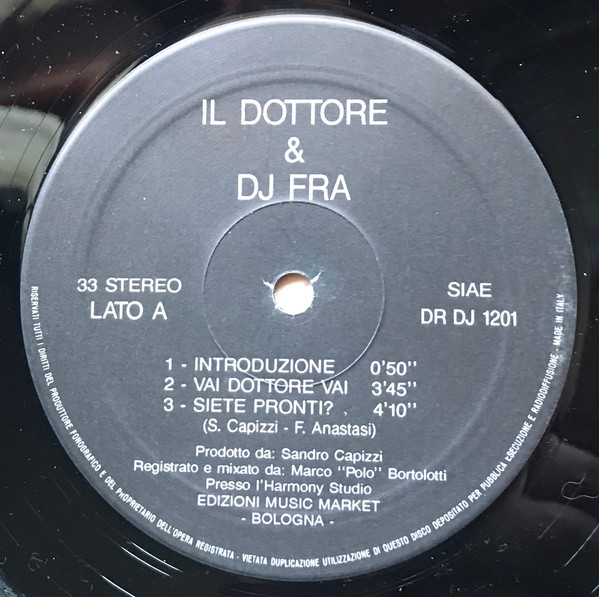 IL DOTTORE
&
DJ FRA
33 STEREO
LATO A
SIAE
DR DJ 1201
1 - INTRODUZIONE 0'50''
2 - VAI DOTTORE VAI 3'45''
3 - SIETE PRONTI? 4'10''
(S. Capizzi - F. Anastasi)
Prodotto da: Sandro Capizzi
Registrato e mixato da: Marco "Polo" Bortolotti
Presso l'Harmony Studio
EDIZIONI MUSIC MARKET
- BOLOGNA -
RISERVATI TUTTI I DIRITTI DEL PRODUTTORE FONOGRAFICO E DEL PROPRIETARIO DELL'OPERA REGISTRATA - VIETATA DUPLICAZIONE UTILIZZAZIONE DI QUESTO DISCO DEPOSITATO PER PUBBLICA ESECUZIONE E RADIODIFFUSIONE - MADE IN ITALY